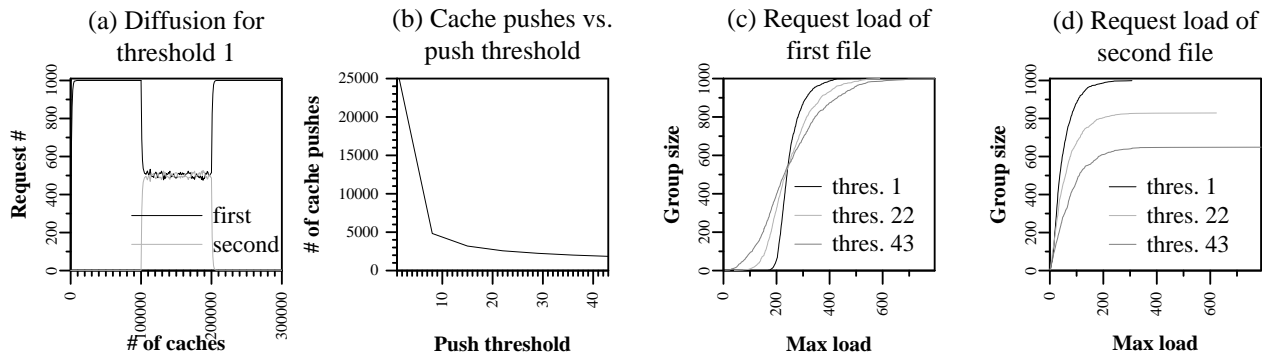 (a) Diffusion for
threshold 1
Request #
0
200
400
600
800
1000
first
second
0
100000
200000
300000
# of caches
(b) Cache pushes vs.
push threshold
# of cache pushes
25000
20000
15000
10000
5000
0
10
20
30
40
Push threshold
(c) Request load of
first file
Group size
0
200
400
600
800
1000
thres. 1
thres. 22
thres. 43
0
200
400
600
Max load
(d) Request load of
second file
Group size
0
200
400
600
800
1000
thres. 1
thres. 22
thres. 43
0
200
400
600
Max load